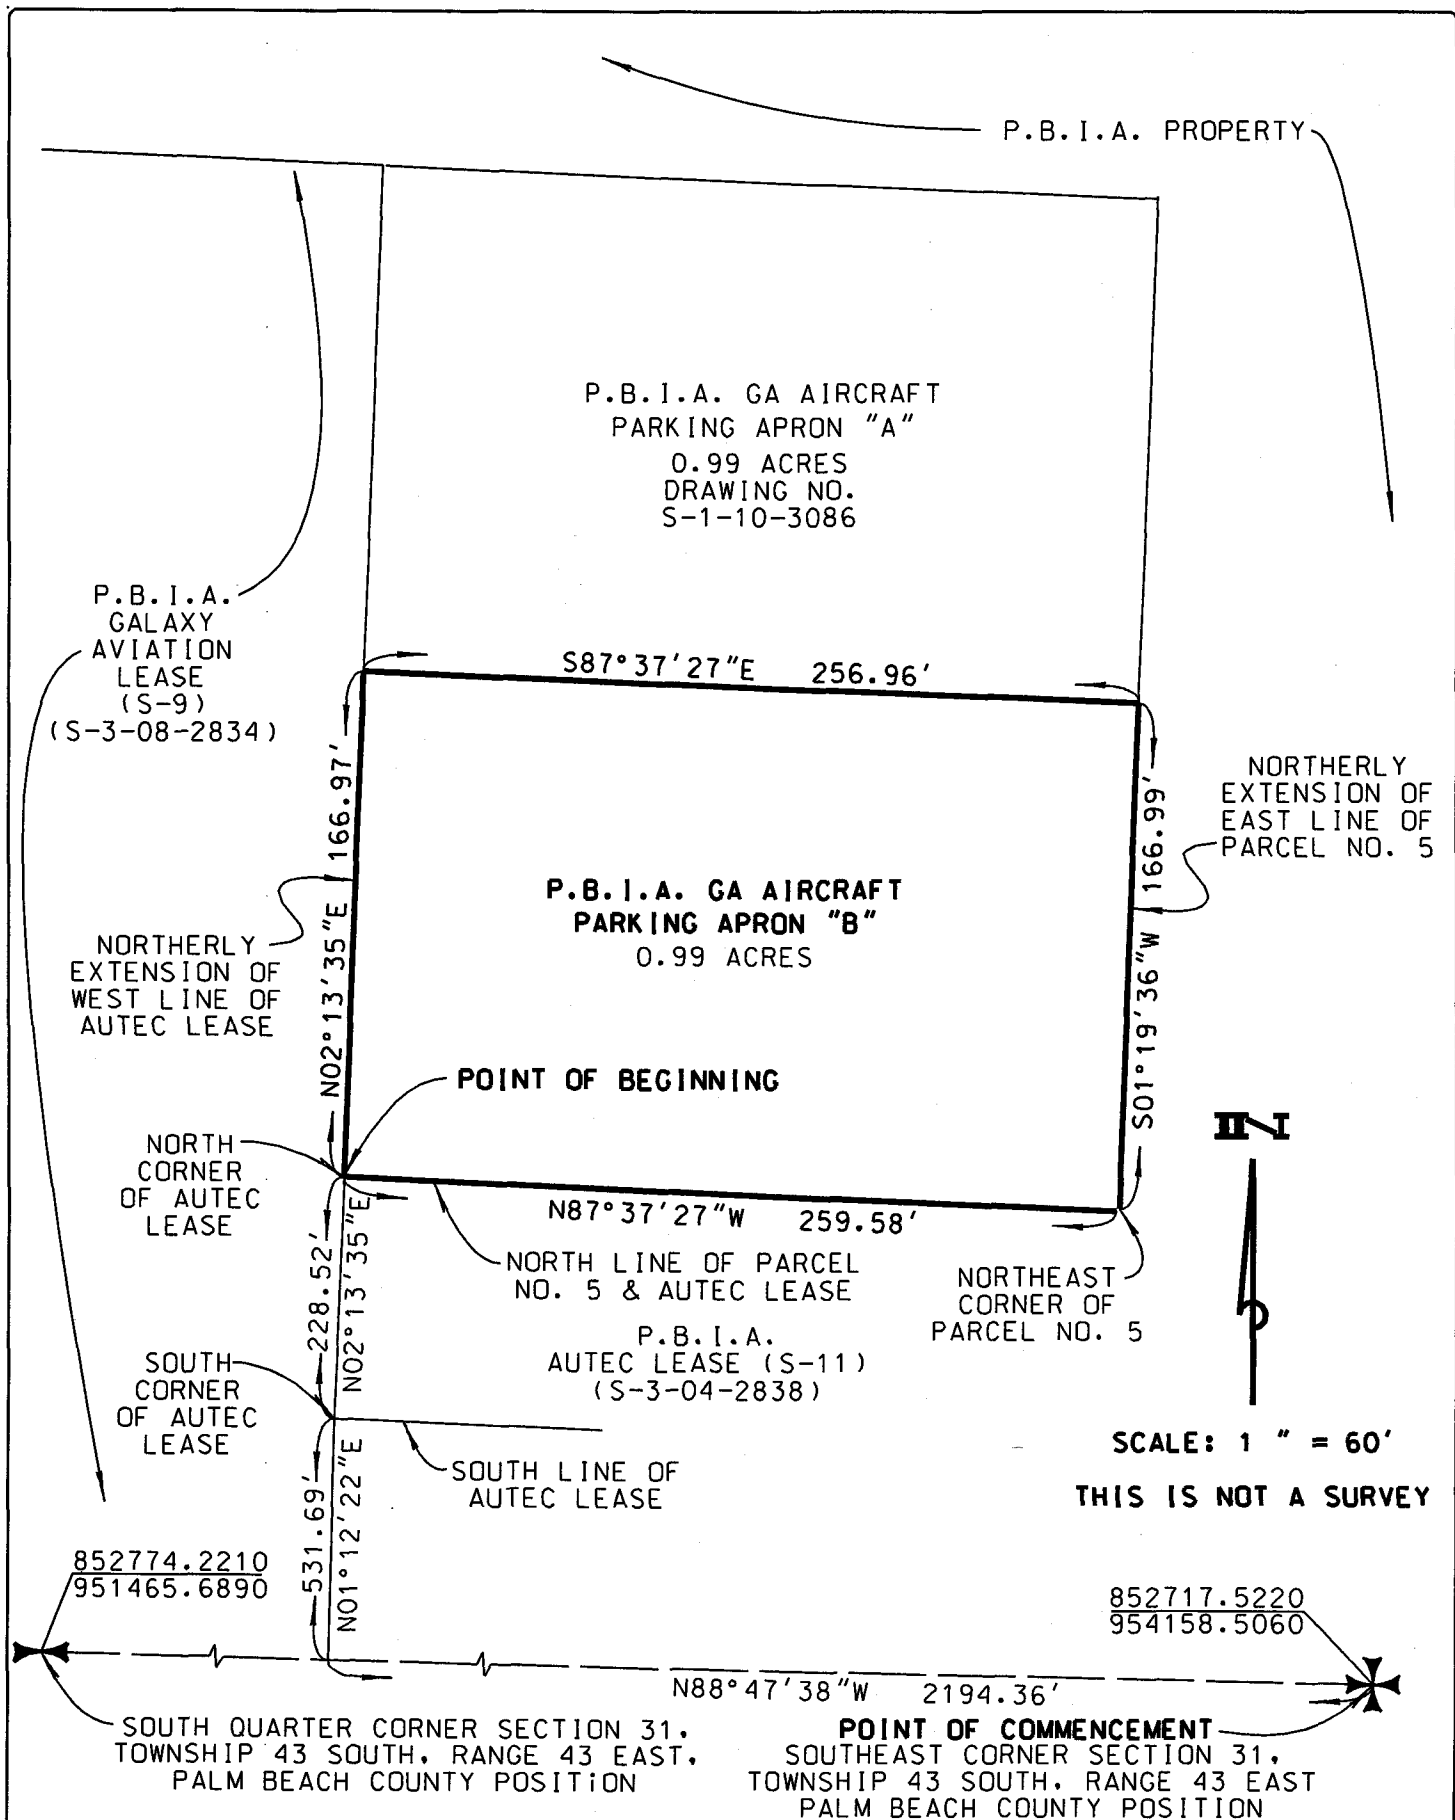 P.B.I.A. PROPERTY
P.B.I.A. GA AIRCRAFT
PARKING APRON "A"
0.99 ACRES
DRAWING NO.
S-1-10-3086
P.B.I.A.
GALAXY
AVIATION
LEASE
(S-9)
(S-3-08-2834)
S87°37'27"E 256.96'
N02°13'35"E 166.97'
S01°19'36"W 166.99'
NORTHERLY
EXTENSION OF
EAST LINE OF
PARCEL NO. 5
P.B.I.A. GA AIRCRAFT
PARKING APRON "B"
0.99 ACRES
NORTHERLY
EXTENSION OF
WEST LINE OF
AUTEC LEASE
POINT OF BEGINNING
NORTH
CORNER
OF AUTEC
LEASE
N87°37'27"W 259.58'
NORTH LINE OF PARCEL
NO. 5 & AUTEC LEASE
NORTHEAST
CORNER OF
PARCEL NO. 5
228.52'
N02°13'35"E
P.B.I.A.
AUTEC LEASE (S-11)
(S-3-04-2838)
SOUTH
CORNER
OF AUTEC
LEASE
SOUTH LINE OF
AUTEC LEASE
N
SCALE: 1 " = 60'
THIS IS NOT A SURVEY
531.69'
N01°12'22"E
852774.2210
951465.6890
852717.5220
954158.5060
N88°47'38"W 2194.36'
SOUTH QUARTER CORNER SECTION 31,
TOWNSHIP 43 SOUTH, RANGE 43 EAST,
PALM BEACH COUNTY POSITION
POINT OF COMMENCEMENT
SOUTHEAST CORNER SECTION 31,
TOWNSHIP 43 SOUTH, RANGE 43 EAST
PALM BEACH COUNTY POSITION